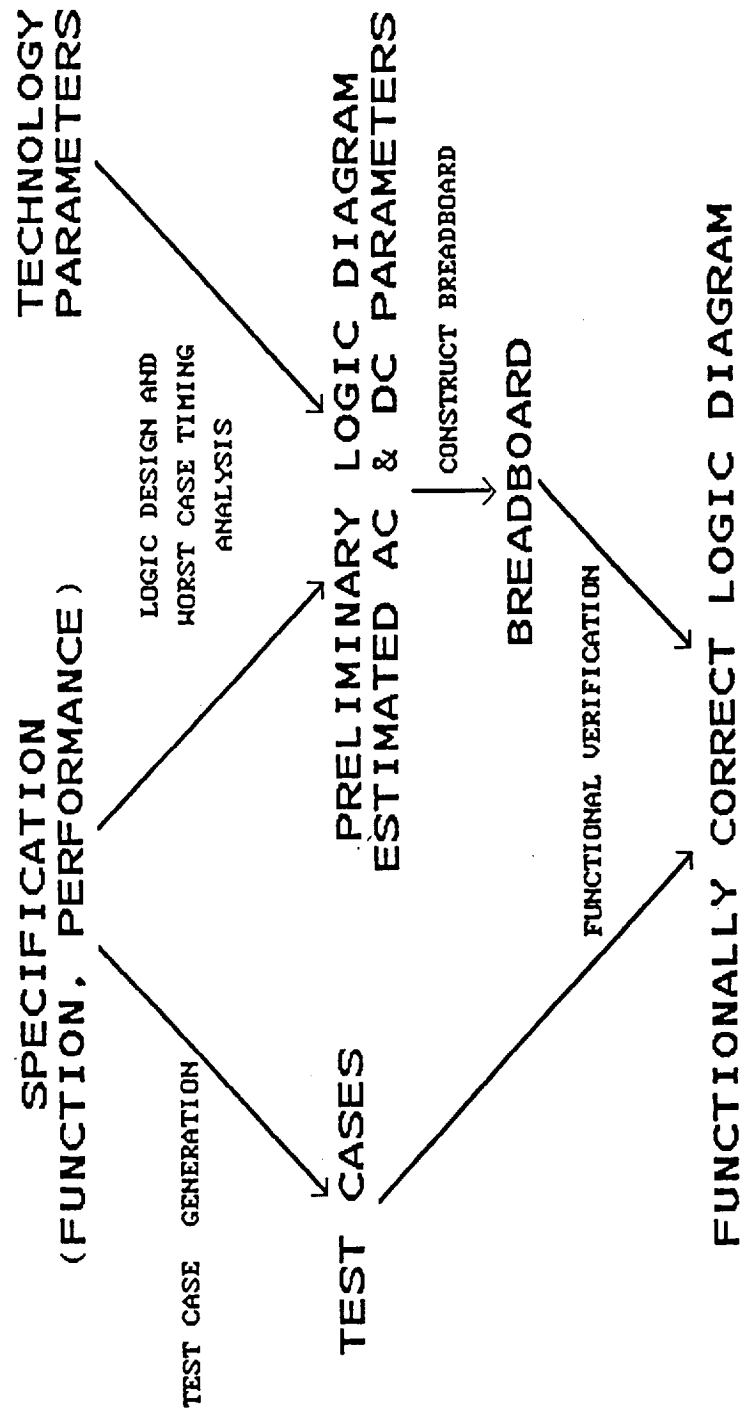 SPECIFICATION
(FUNCTION, PERFORMANCE)
TECHNOLOGY
PARAMETERS
TEST CASE GENERATION
LOGIC DESIGN AND
WORST CASE TIMING
ANALYSIS
TEST CASES
PRELIMINARY LOGIC DIAGRAM
ESTIMATED AC & DC PARAMETERS
CONSTRUCT BREADBOARD
BREADBOARD
FUNCTIONAL VERIFICATION
FUNCTIONALLY CORRECT LOGIC DIAGRAM